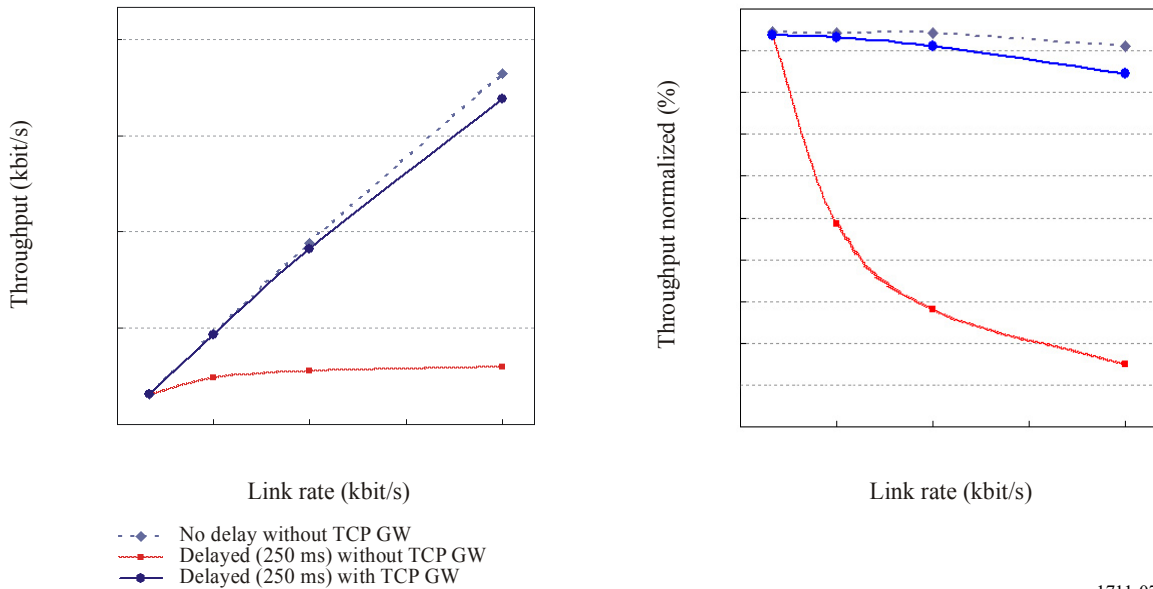 Throughput (kbit/s)
Link rate (kbit/s)
Throughput normalized (%)
Link rate (kbit/s)
No delay without TCP GW
Delayed (250 ms) without TCP GW
Delayed (250 ms) with TCP GW